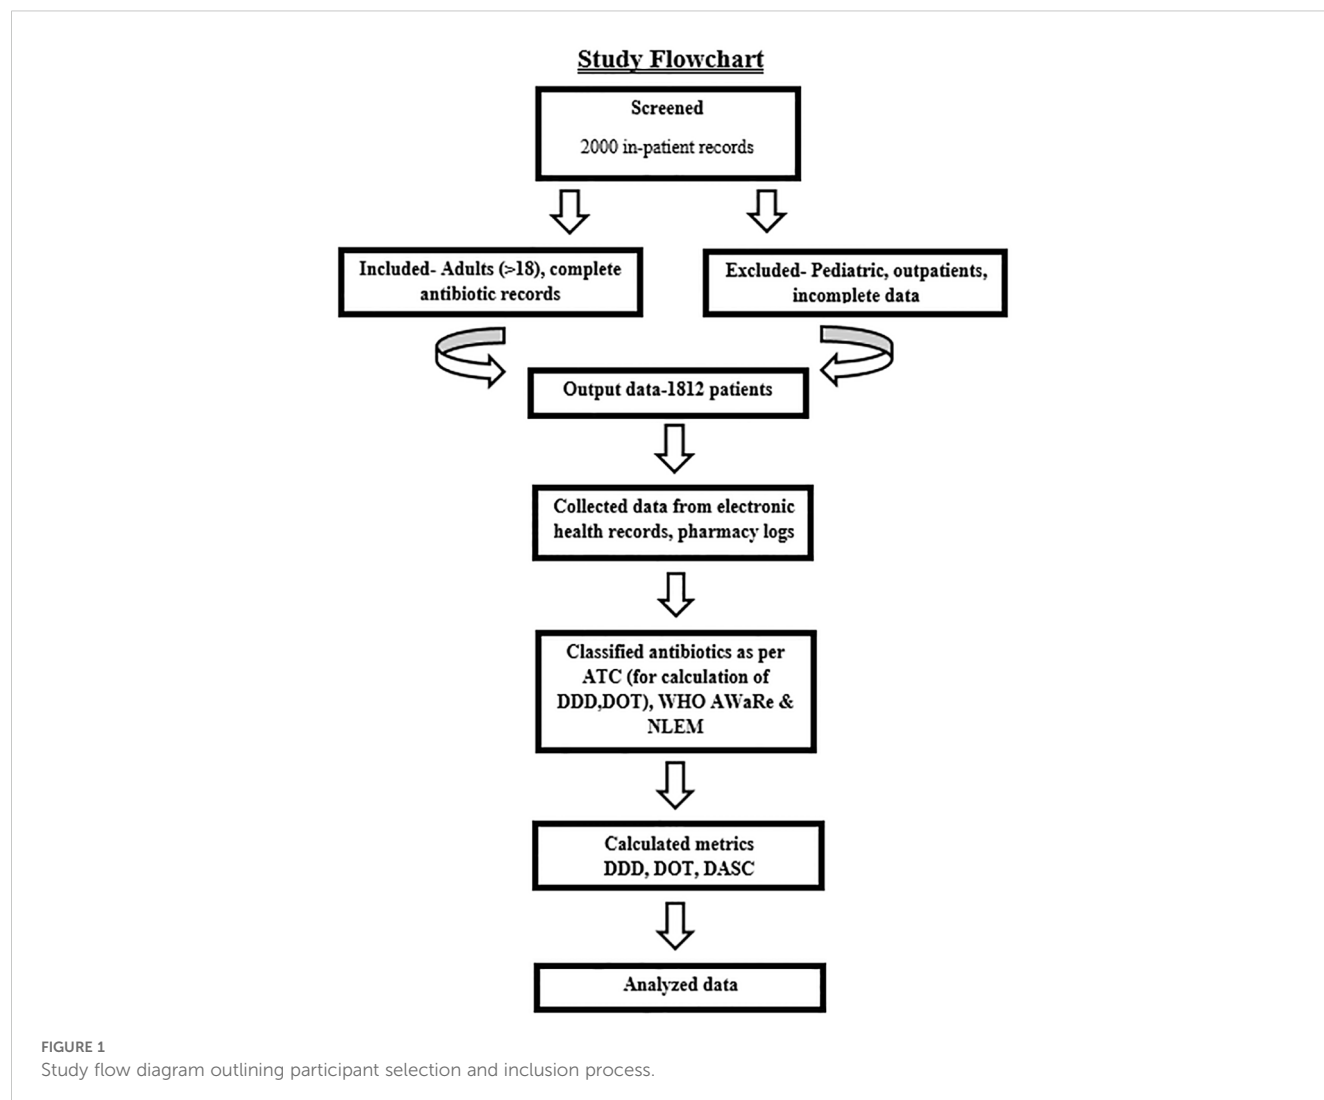 Study Flowchart
Screened
2000 in-patient records
Included- Adults (>18), complete
antibiotic records
Excluded- Pediatric, outpatients,
incomplete data
Output data-1812 patients
Collected data from electronic
health records, pharmacy logs
Classified antibiotics as per
ATC (for calculation of
DDD,DOT), WHO AWaRe &
NLEM
Calculated metrics
DDD, DOT, DASC
Analyzed data
FIGURE 1
Study flow diagram outlining participant selection and inclusion process.